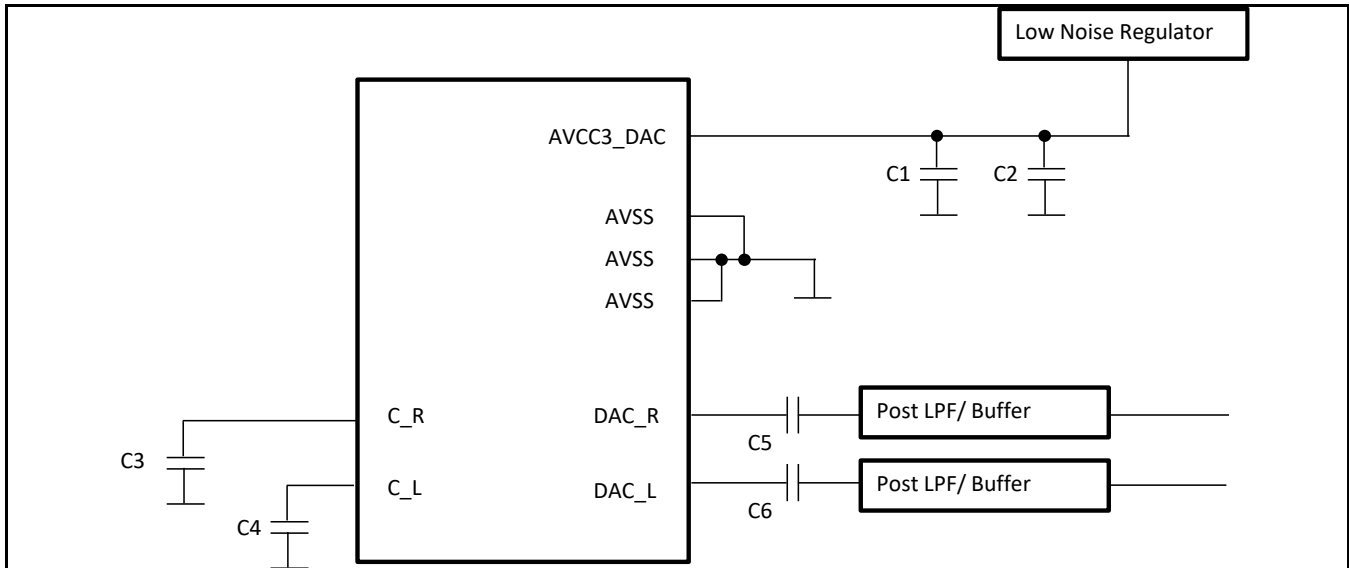 Low Noise Regulator
AVCC3_DAC
C1
C2
AVSS
AVSS
AVSS
C_R
DAC_R
Post LPF/ Buffer
C5
C3
C_L
DAC_L
Post LPF/ Buffer
C6
C4